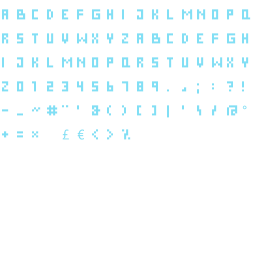 A B C D E F G H I J K L M N O P Q
R S T U V W X Y Z A B C D E F G H
I J K L M N O P Q R S T U V W X Y
Z 0 1 2 3 4 5 6 7 8 9 . , ; : ? !
- _ ~ # " ' & ( ) [ ] | \ / @ °
+ = * £ € < > %